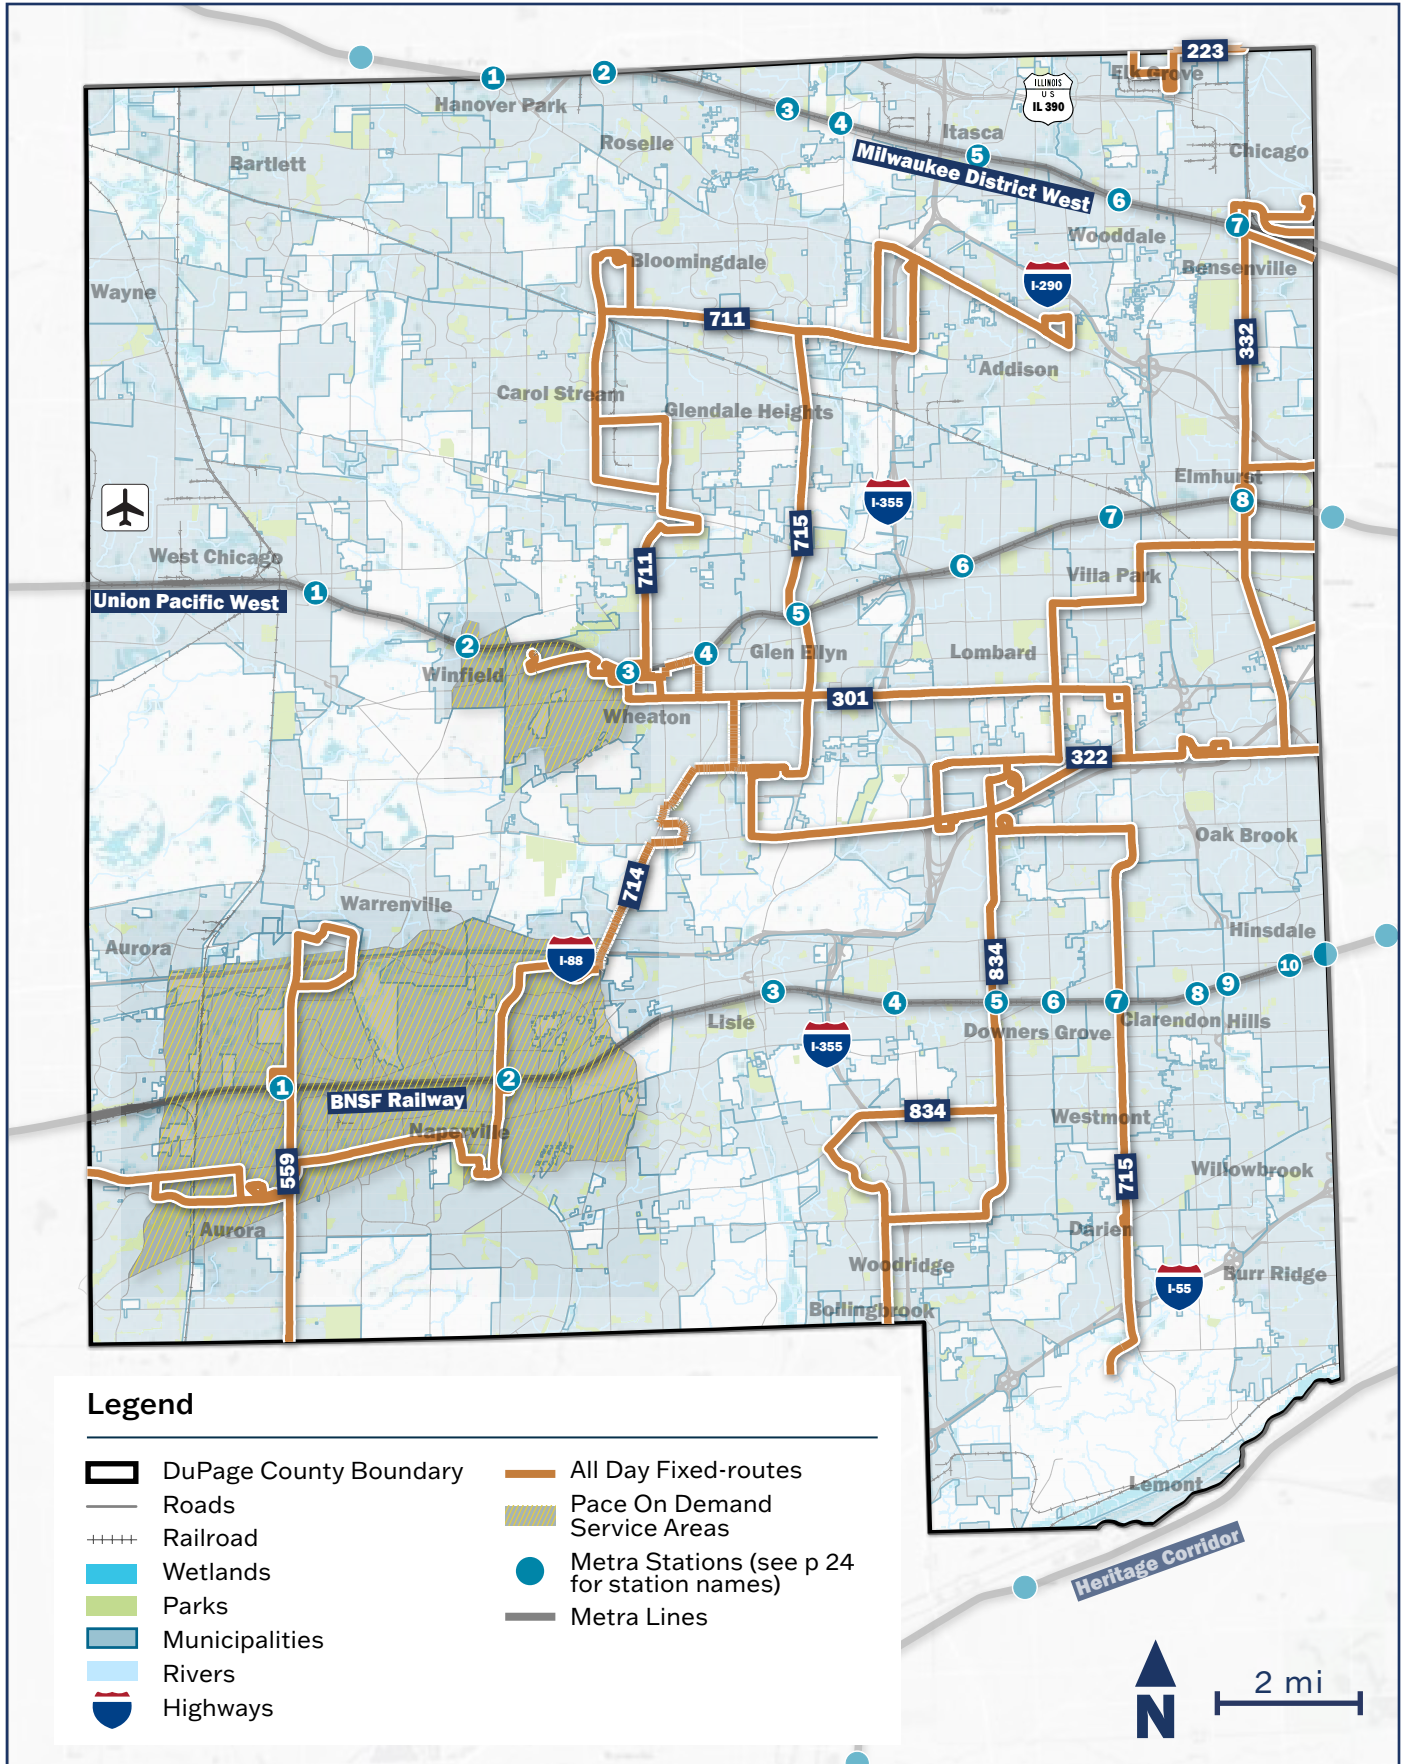 223
Elk Grove
ILLINOIS
U S
IL 390
1
2
Hanover Park
3
4
Roselle
Itasca
5
Chicago
Bartlett
Milwaukee District West
6
7
Wooddale
Bensenville
Bloomingdale
I-290
Wayne
711
332
Addison
Carol Stream
Glendale Heights
Elmhurst
I-355
8
7
715
West Chicago
711
6
Villa Park
Union Pacific West
1
5
2
4
Glen Ellyn
Lombard
Winfield
3
301
Wheaton
322
Oak Brook
714
Warrenville
Hinsdale
Aurora
I-88
834
10
3
4
5
6
7
8
9
Lisle
I-355
Downers Grove
Clarendon Hills
1
2
BNSF Railway
834
Westmont
Naperville
559
715
Willowbrook
Aurora
Darien
Woodridge
I-55
Burr Ridge
Bolingbrook
Lemont
Heritage Corridor
Legend
DuPage County Boundary
Roads
Railroad
Wetlands
Parks
Municipalities
Rivers
Highways
All Day Fixed-routes
Pace On Demand
Service Areas
Metra Stations (see p 24
for station names)
Metra Lines
N
2 mi